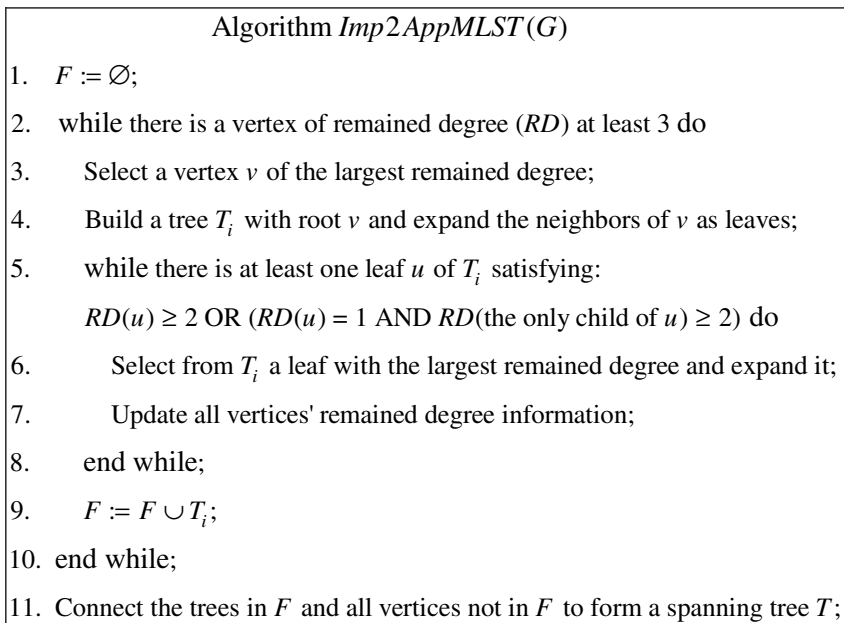 Algorithm Imp2AppMLST(G)
1. F := ∅;
2. while there is a vertex of remained degree (RD) at least 3 do
3. Select a vertex v of the largest remained degree;
4. Build a tree T_i with root v and expand the neighbors of v as leaves;
5. while there is at least one leaf u of T_i satisfying:
RD(u) ≥ 2 OR (RD(u) = 1 AND RD(the only child of u) ≥ 2) do
6. Select from T_i a leaf with the largest remained degree and expand it;
7. Update all vertices' remained degree information;
8. end while;
9. F := F ∪ T_i;
10. end while;
11. Connect the trees in F and all vertices not in F to form a spanning tree T;